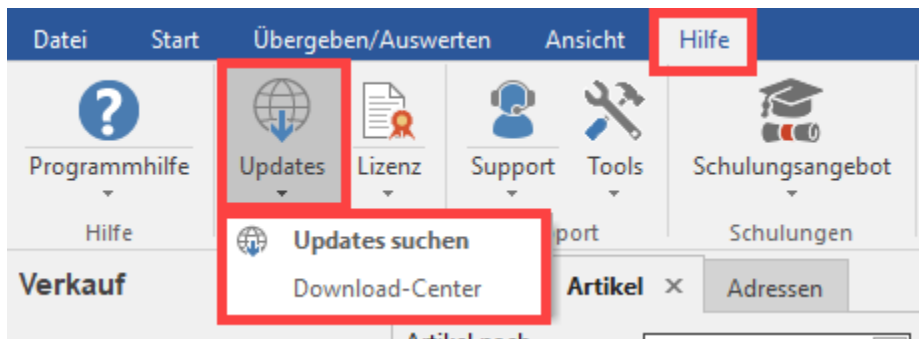 Datei Start Übergeben/Auswerten Ansicht Hilfe
Programmhilfe Updates Lizenz Support Tools Schulungsangebot
Hilfe Schulungen
Updates suchen
Download-Center
Verkauf Artikel Adressen